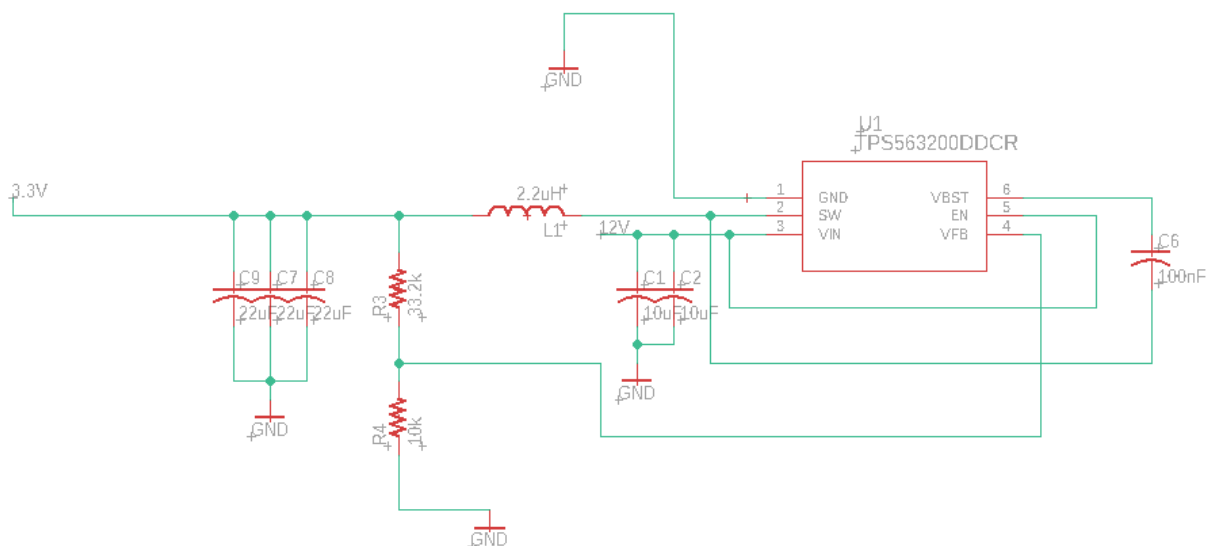 GND
U1
TPS563200DDCR
3.3V
2.2uH
L1
12V
1
2
3
GND
SW
VIN
VBST
EN
VFB
6
5
4
C6
100nF
C9
C7
C8
22uF
22uF
22uF
R3
33.2k
C1
C2
10uF
10uF
GND
GND
R4
10k
GND